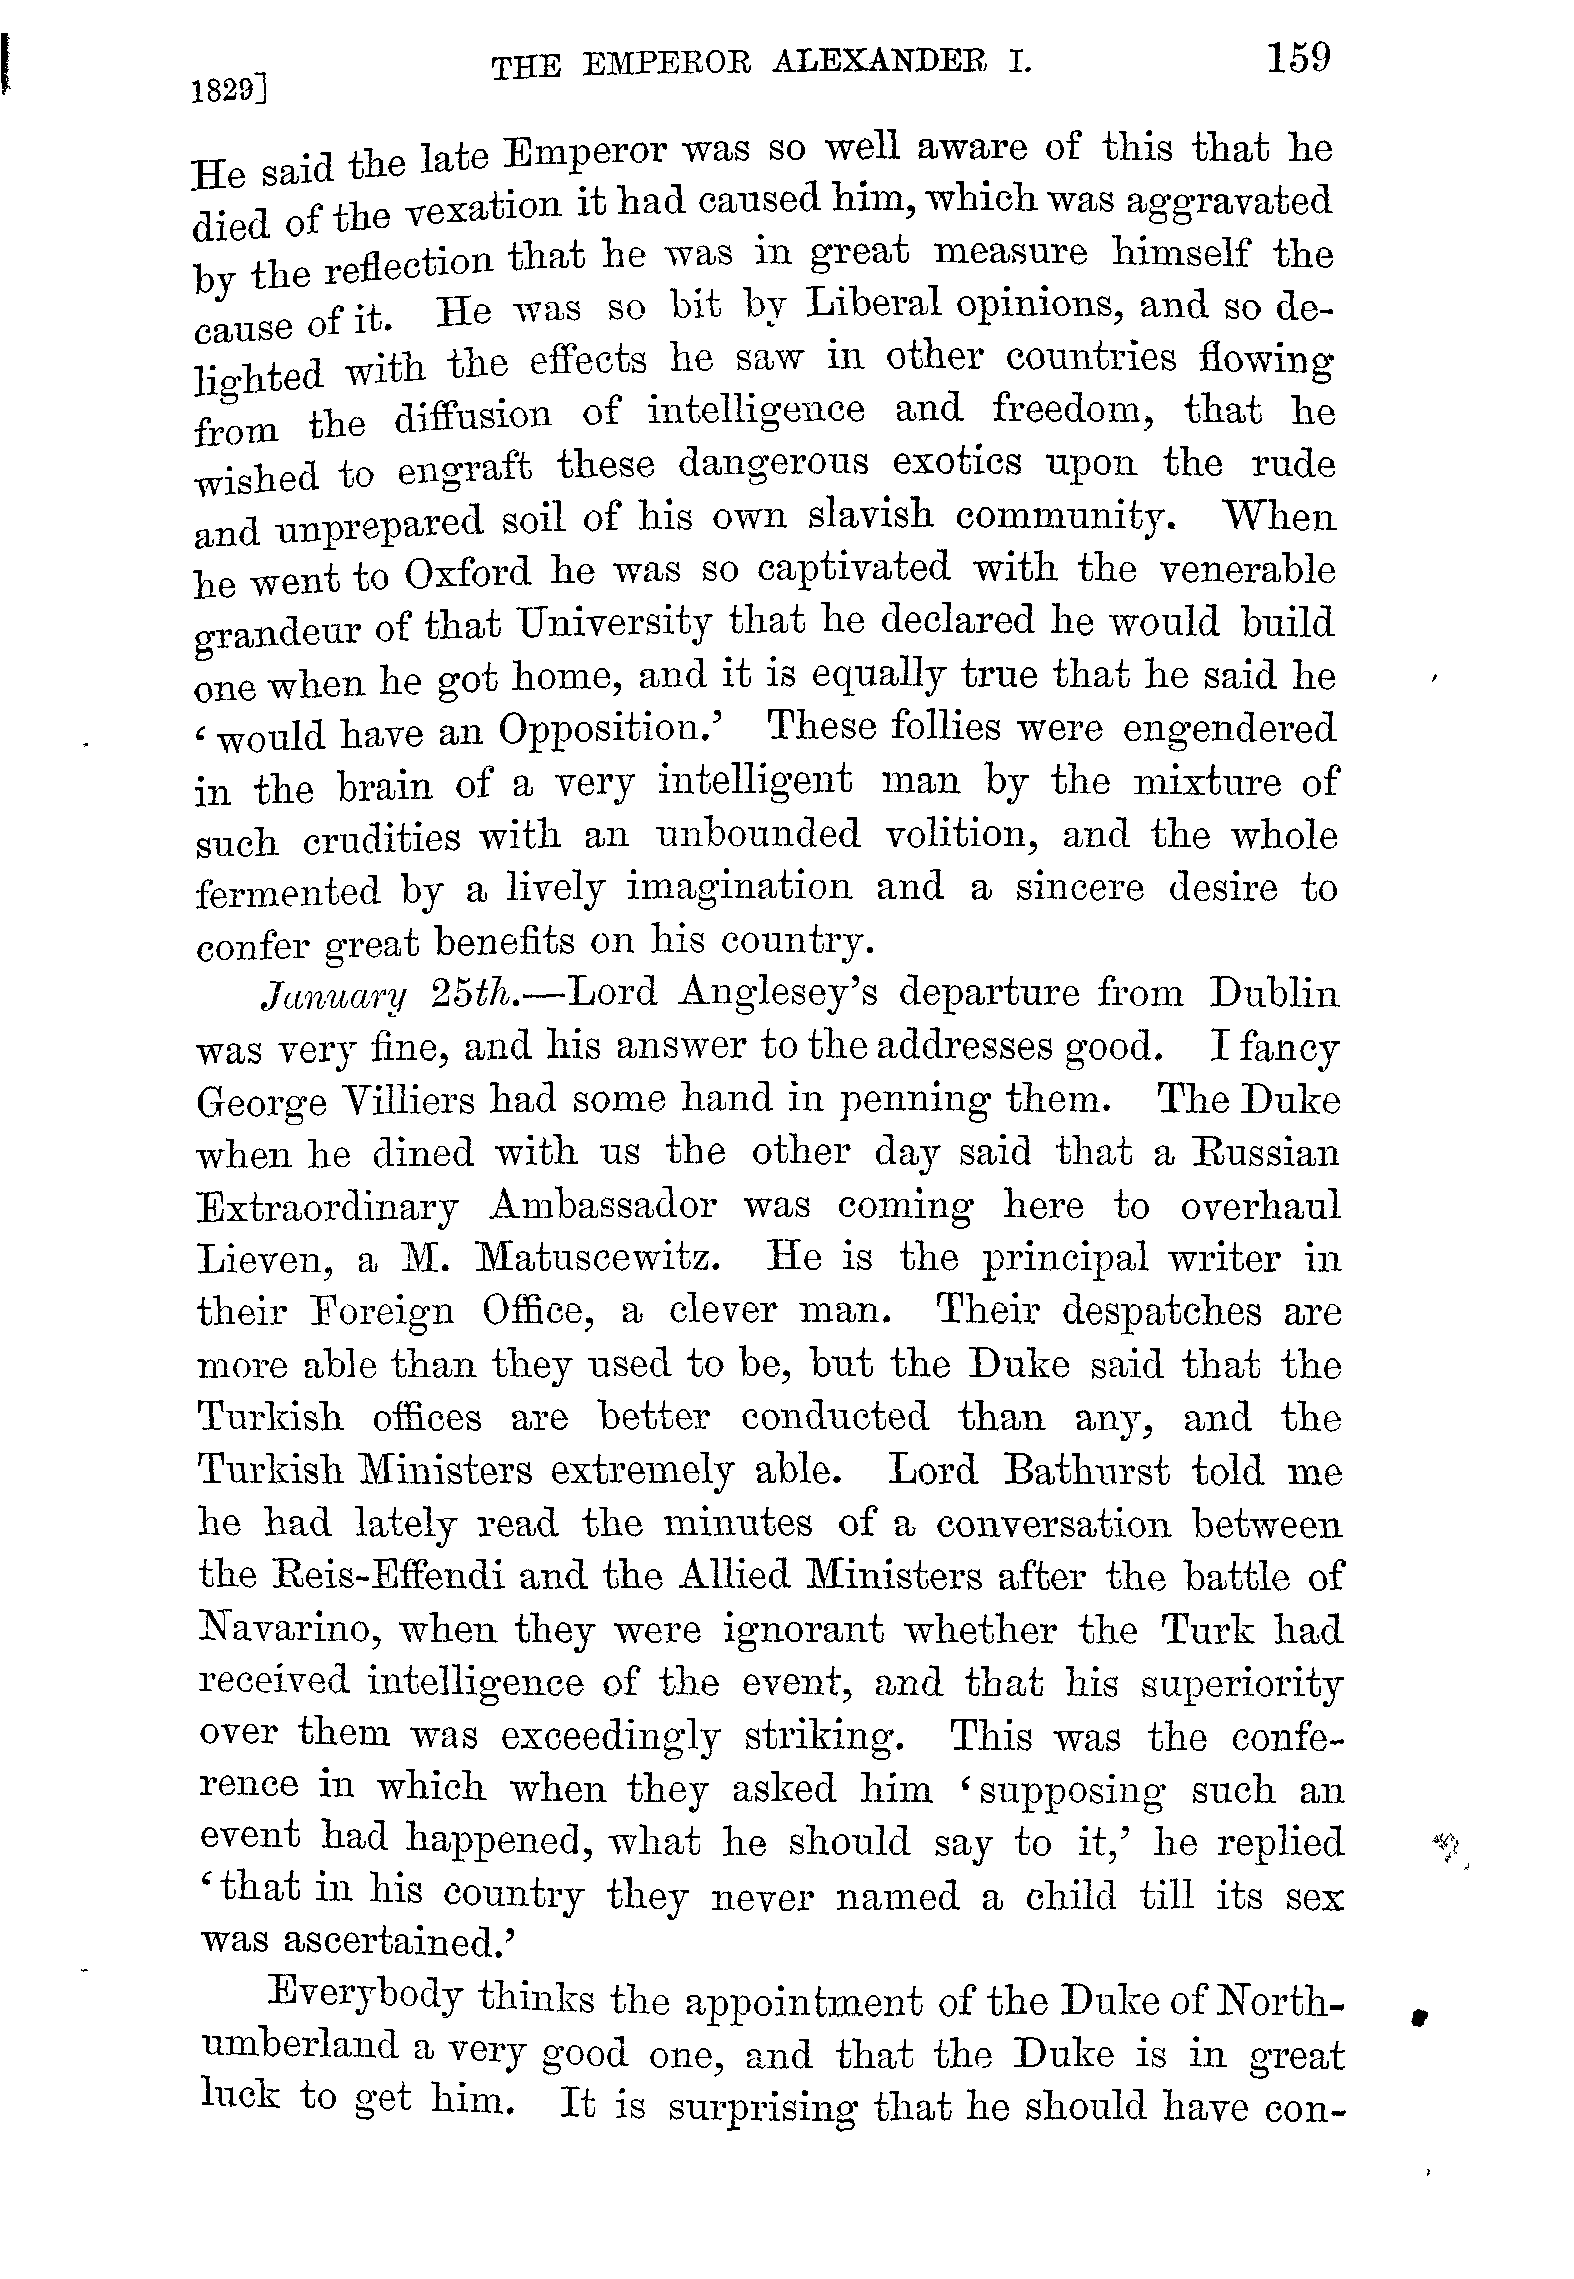 THE EMPEROR ALEXANDER I. 159
1829]
He said the late Emperor was so well aware of this that he
died of the vexation it had caused him, which was aggravated
by the reflection that he was in great measure himself the
cause of it. He was so bit by Liberal opinions, and so de-
lighted with the effects he saw in other countries flowing
from the diffusion of intelligence and freedom, that he
wished to engraft these dangerous exotics upon the rude
and unprepared soil of his own slavish community. When
he went to Oxford he was so captivated with the venerable
grandeur of that University that he declared he would build
one when he got home, and it is equally true that he said he
‘would have an Opposition.’ These follies were engendered
in the brain of a very intelligent man by the mixture of
such crudities with an unbounded volition, and the whole
fermented by a lively imagination and a sincere desire to
confer great benefits on his country.
January 25th.—Lord Anglesey’s departure from Dublin
was very fine, and his answer to the addresses good. I fancy
George Villiers had some hand in penning them. The Duke
when he dined with us the other day said that a Russian
Extraordinary Ambassador was coming here to overhaul
Lieven, a M. Matuscewitz. He is the principal writer in
their Foreign Office, a clever man. Their despatches are
more able than they used to be, but the Duke said that the
Turkish offices are better conducted than any, and the
Turkish Ministers extremely able. Lord Bathurst told me
he had lately read the minutes of a conversation between
the Reis-Effendi and the Allied Ministers after the battle of
Navarino, when they were ignorant whether the Turk had
received intelligence of the event, and that his superiority
over them was exceedingly striking. This was the confe-
rence in which when they asked him ‘supposing such an
event had happened, what he should say to it,’ he replied
‘that in his country they never named a child till its sex
was ascertained.’
Everybody thinks the appointment of the Duke of North-
umberland a very good one, and that the Duke is in great
luck to get him. It is surprising that he should have con-